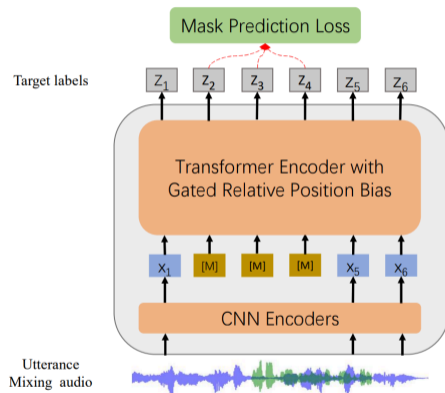 Mask Prediction Loss
Target labels
Z1 Z2 Z3 Z4 Z5 Z6
Transformer Encoder with
Gated Relative Position Bias
X1 [M] [M] [M] X5 X6
CNN Encoders
Utterance
Mixing audio